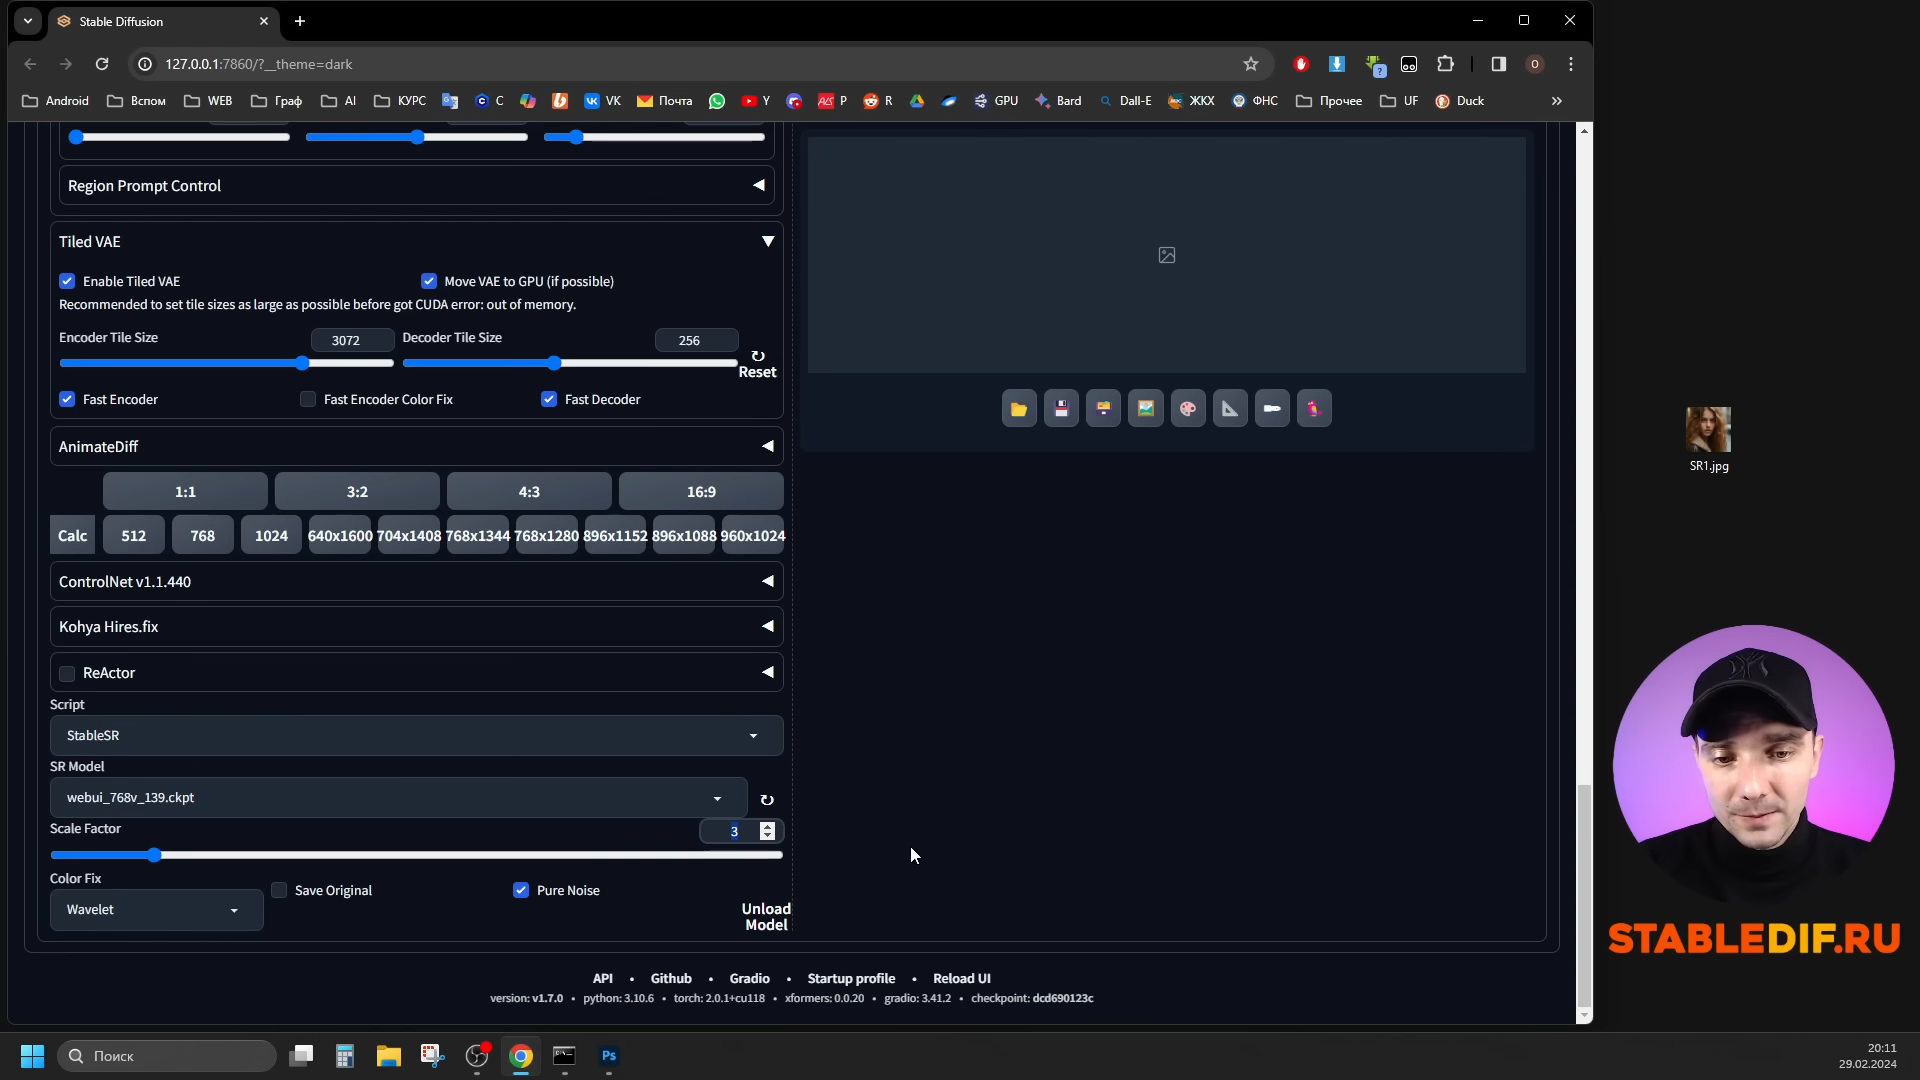 Stable Diffusion
127.0.0.1:7860/?__theme=dark
Android
Вспом
WEB
Граф
AI
КУРС
C
VK
Почта
Y
P
R
GPU
Bard
Dall-E
ЖКХ
ФНС
Прочее
UF
Duck
Region Prompt Control
Tiled VAE
Enable Tiled VAE
Move VAE to GPU (if possible)
Recommended to set tile sizes as large as possible before got CUDA error: out of memory.
Encoder Tile Size
3072
Decoder Tile Size
256
Reset
Fast Encoder
Fast Encoder Color Fix
Fast Decoder
AnimateDiff
1:1
3:2
4:3
16:9
Calc
512
768
1024
640x1600
704x1408
768x1344
768x1280
896x1152
896x1088
960x1024
ControlNet v1.1.440
Kohya Hires.fix
ReActor
Script
StableSR
SR Model
webui_768v_139.ckpt
Scale Factor
3
Color Fix
Wavelet
Save Original
Pure Noise
Unload
Model
API • Github • Gradio • Startup profile • Reload UI
version: v1.7.0 • python: 3.10.6 • torch: 2.0.1+cu118 • xformers: 0.0.20 • gradio: 3.41.2 • checkpoint: dcd690123c
SR1.jpg
STABLEDIF.RU
Поиск
Ps
20:11
29.02.2024